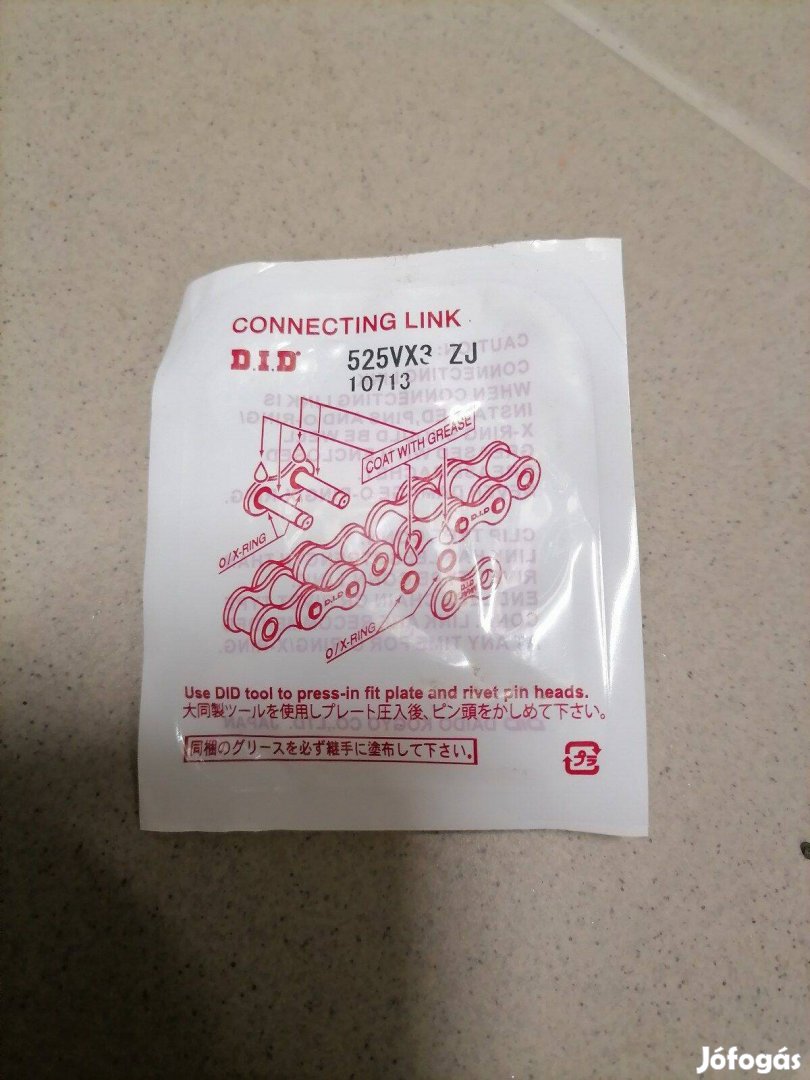 CONNECTING LINK
D.I.D 525VX3 ZJ
10713
COAT WITH GREASE
O/X-RING
D.I.D
D.I.D
D.I.D
O/X-RING
Use DID tool to press-in fit plate and rivet pin heads.
大同製ツールを使用しプレート圧入後、ピン頭をかしめて下さい。
同梱のグリースを必ず継手に塗布して下さい。
プラ
Jófogás